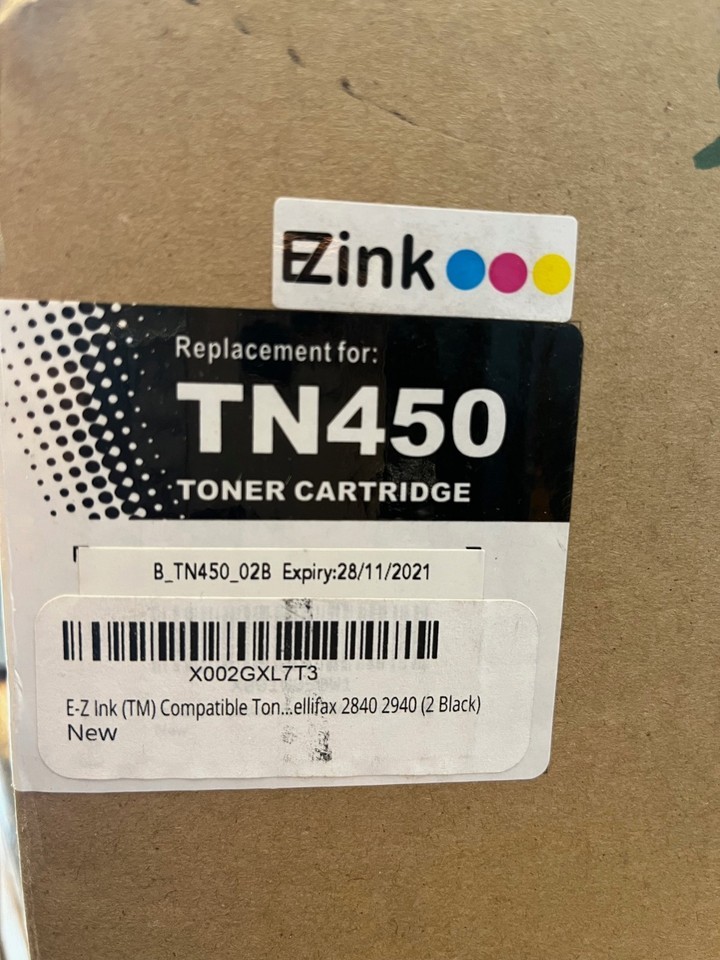 EZink
Replacement for:
TN450
TONER CARTRIDGE
B_TN450_02B Expiry:28/11/2021
X002GXL7T3
E-Z Ink (TM) Compatible Ton...ellifax 2840 2940 (2 Black)
New